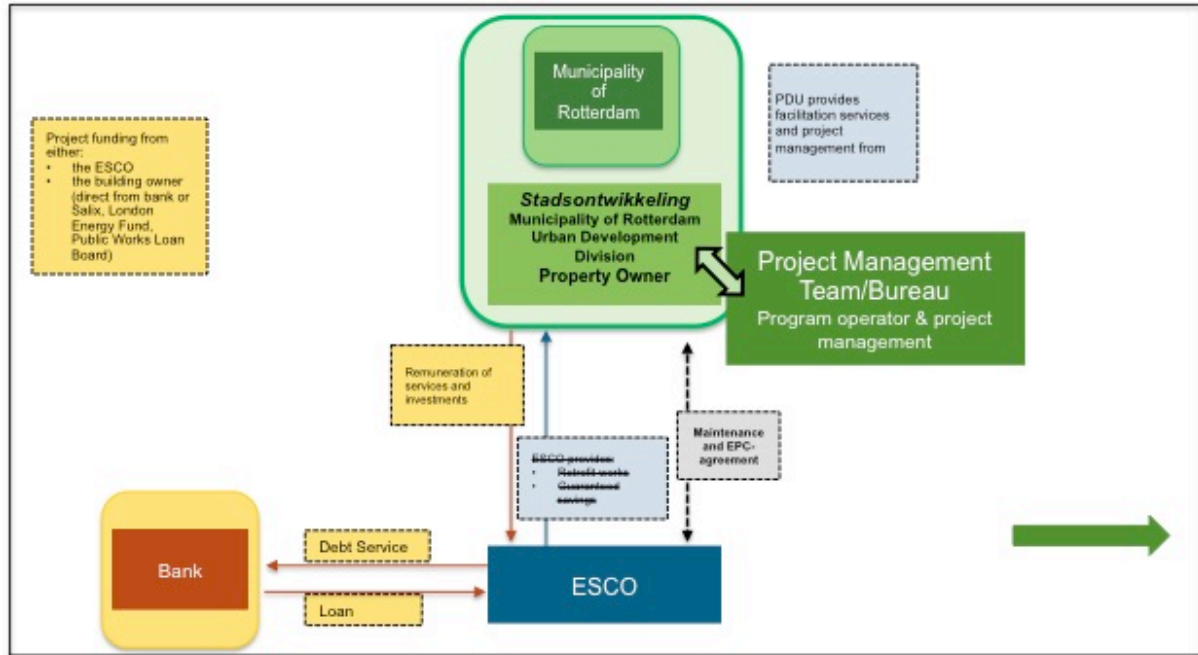 Municipality
of
Rotterdam
PDU provides
facilitation services
and project
management from
Project funding from
either:
• the ESCO
• the building owner
(direct from bank or
Salix, London
Energy Fund,
Public Works Loan
Board)
Stadsontwikkeling
Municipality of Rotterdam
Urban Development
Division
Property Owner
Project Management
Team/Bureau
Program operator & project
management
Remuneration of
services and
investments
Maintenance
and EPC-
agreement
ESCO provides:
• Retrofit works
• Guaranteed
savings
Debt Service
Bank
ESCO
Loan